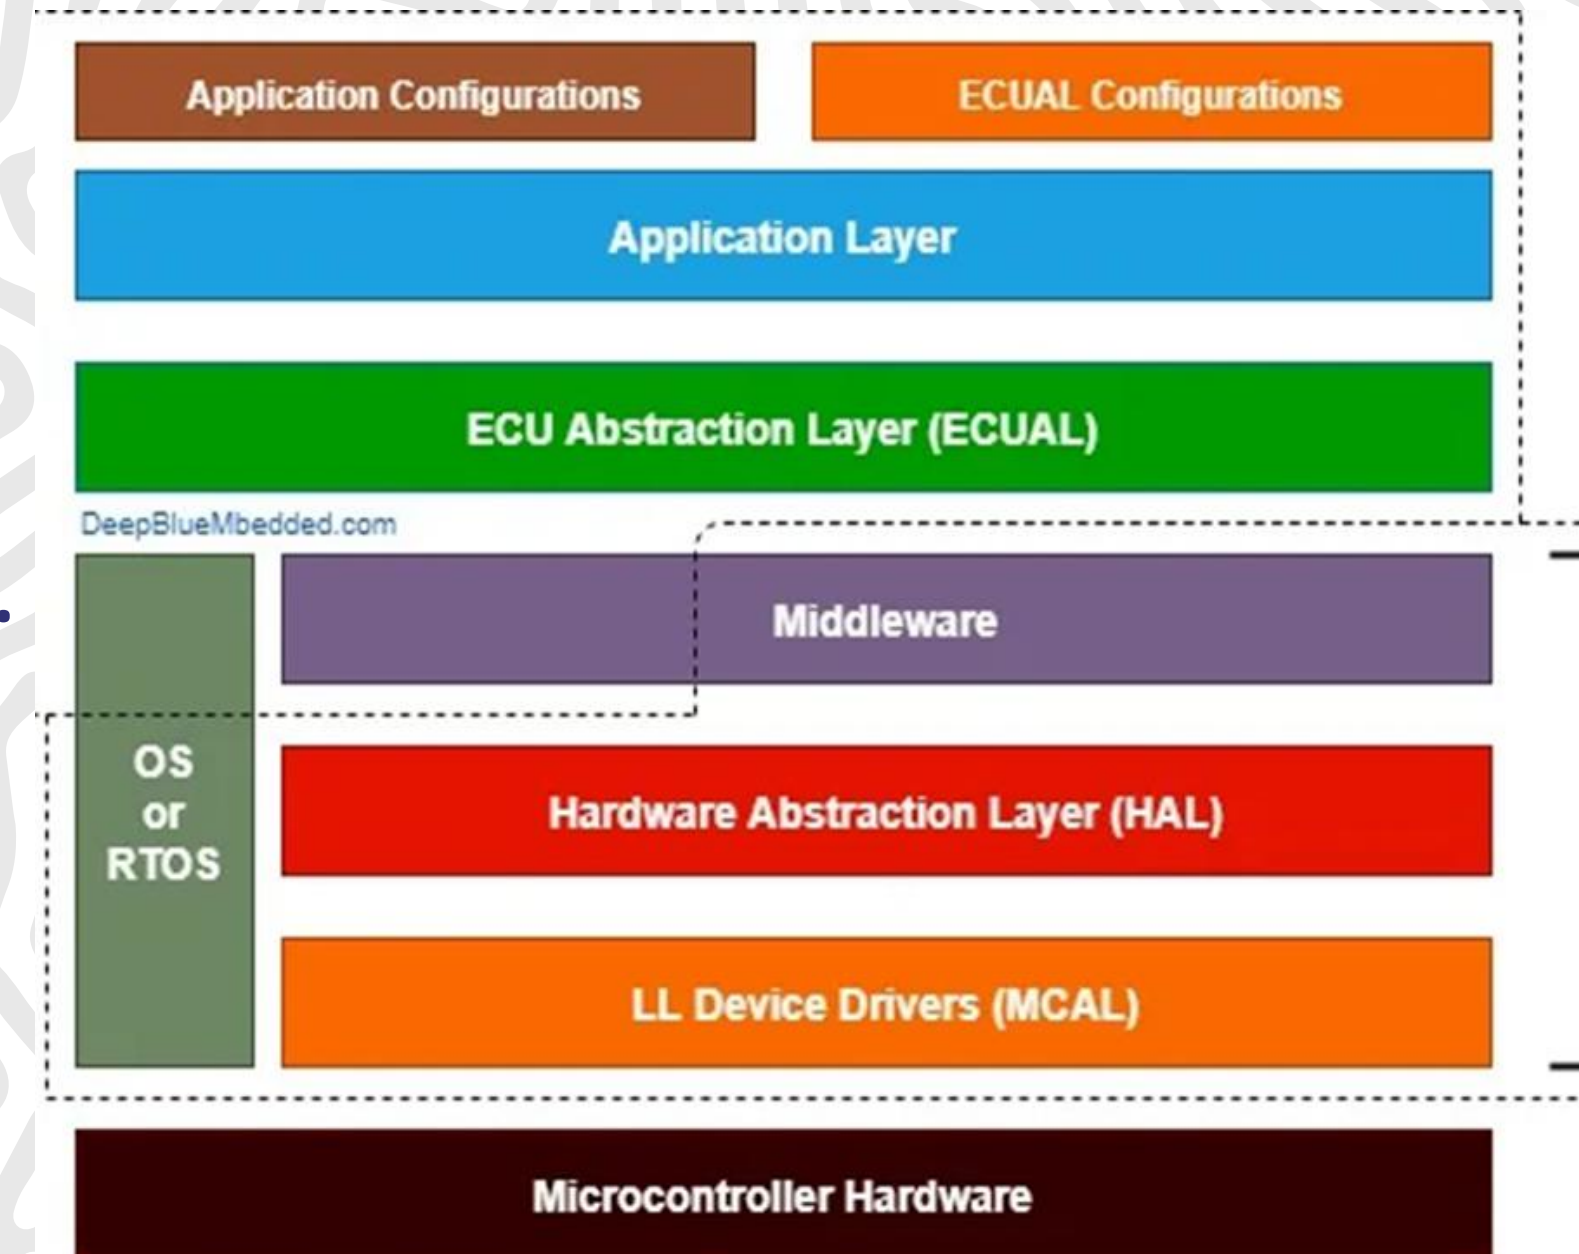 Application Configurations
ECUAL Configurations
Application Layer
ECU Abstraction Layer (ECUAL)
DeepBlueMbedded.com
Middleware
OS
or
RTOS
Hardware Abstraction Layer (HAL)
LL Device Drivers (MCAL)
Microcontroller Hardware